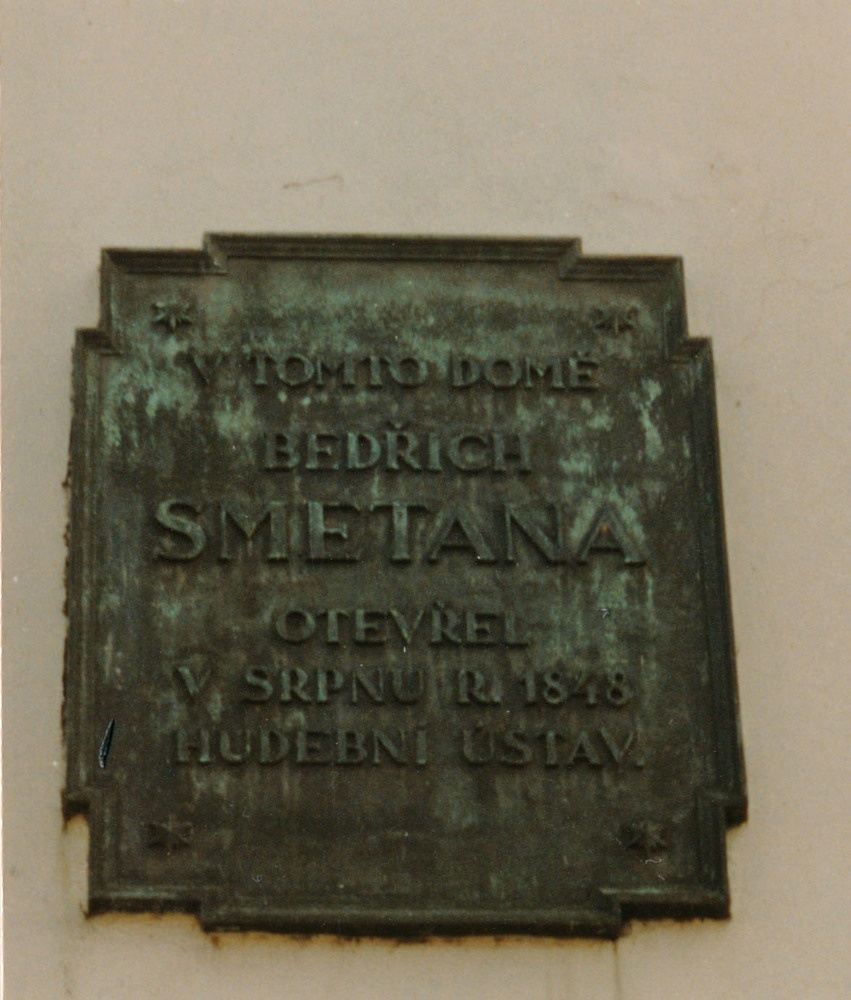 V TOMTO DOMĚ
BEDŘICH
SMETANA
OTEVŘEL
V SRPNU R. 1848
HUDEBNÍ ÚSTAV.